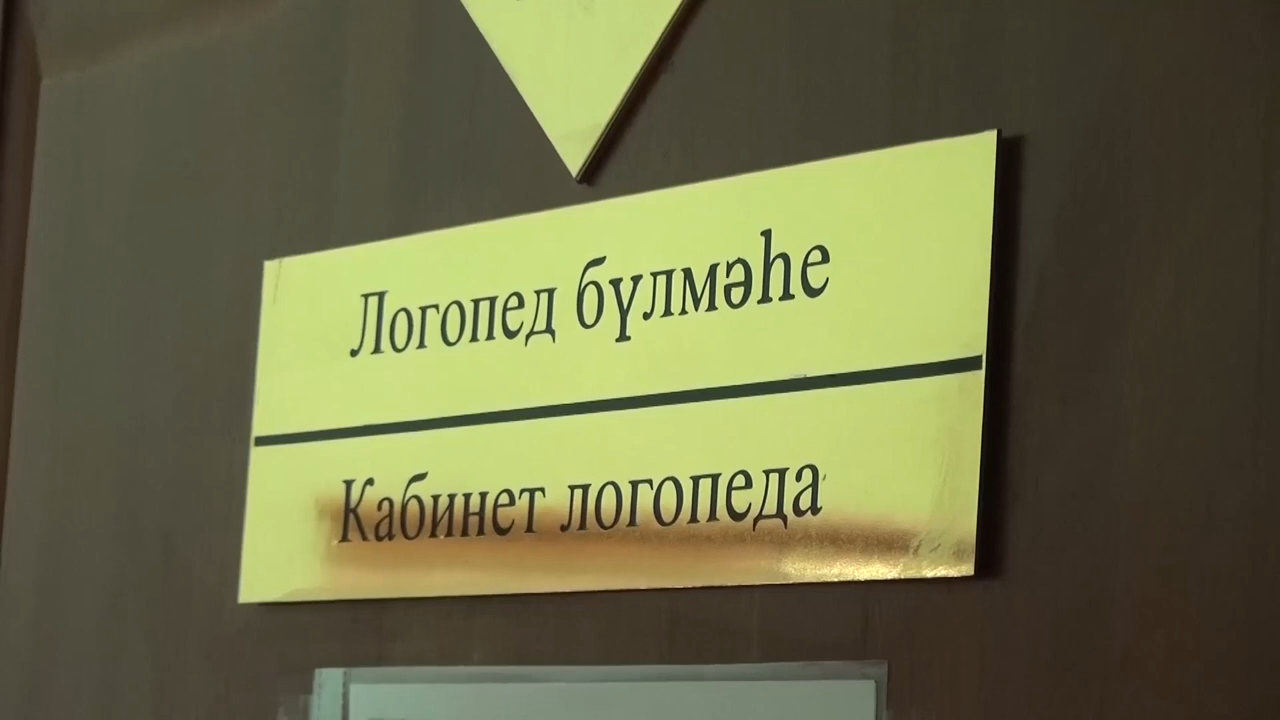 Логопед бүлмәһе
Кабинет логопеда